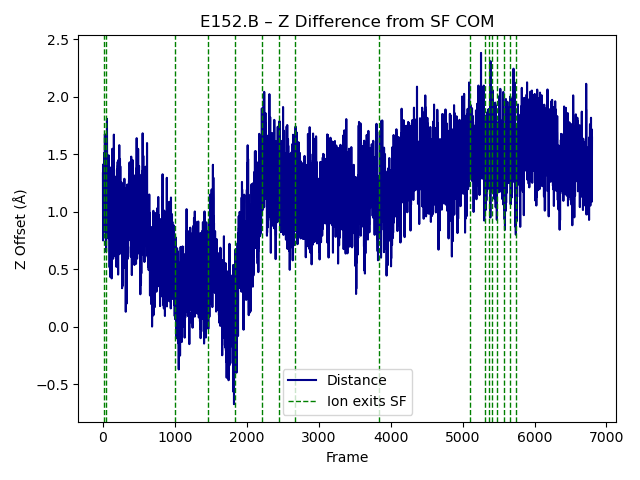 E152.B – Z Difference from SF COM
Z Offset (Å)
2.5
2.0
1.5
1.0
0.5
0.0
−0.5
Distance
Ion exits SF
0 1000 2000 3000 4000 5000 6000 7000
Frame